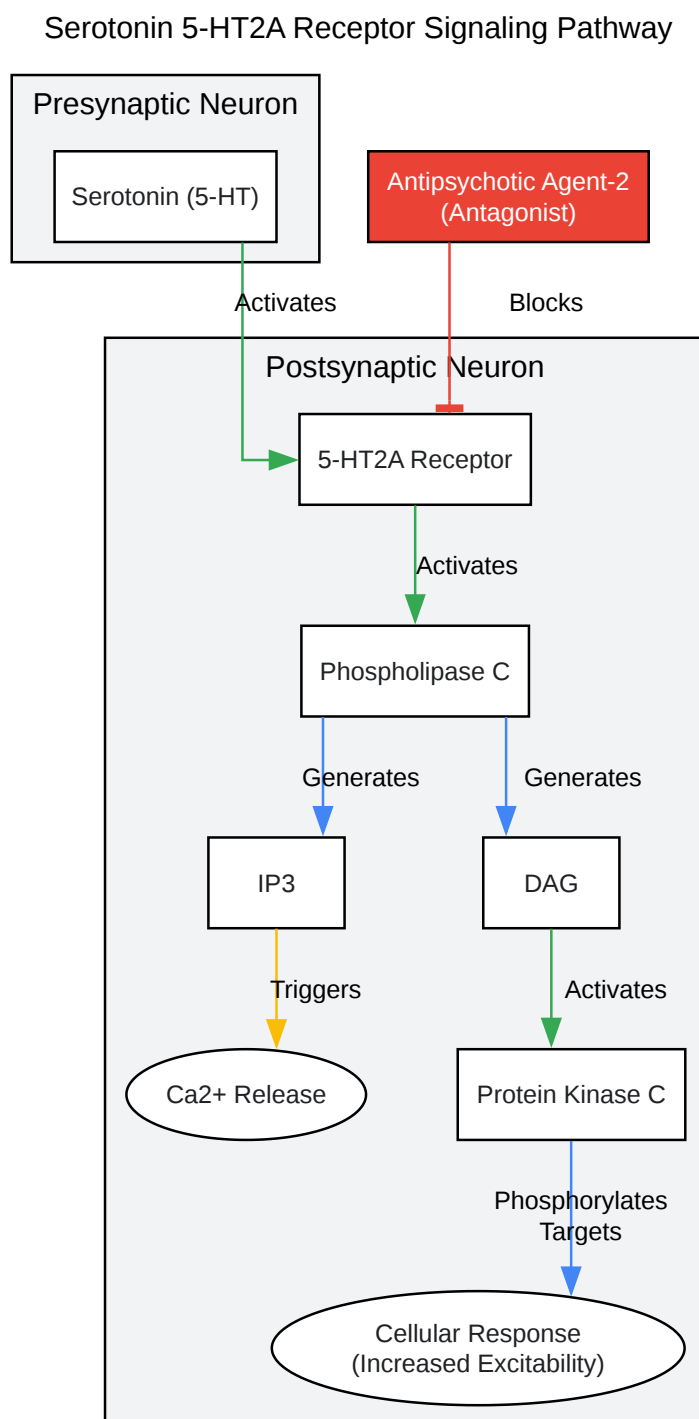 Serotonin 5-HT2A Receptor Signaling Pathway
Presynaptic Neuron
Serotonin (5-HT)
Antipsychotic Agent-2
(Antagonist)
Activates
Blocks
Postsynaptic Neuron
5-HT2A Receptor
Activates
Phospholipase C
Generates
Generates
IP3
DAG
Triggers
Activates
Ca2+ Release
Protein Kinase C
Phosphorylates
Targets
Cellular Response
(Increased Excitability)